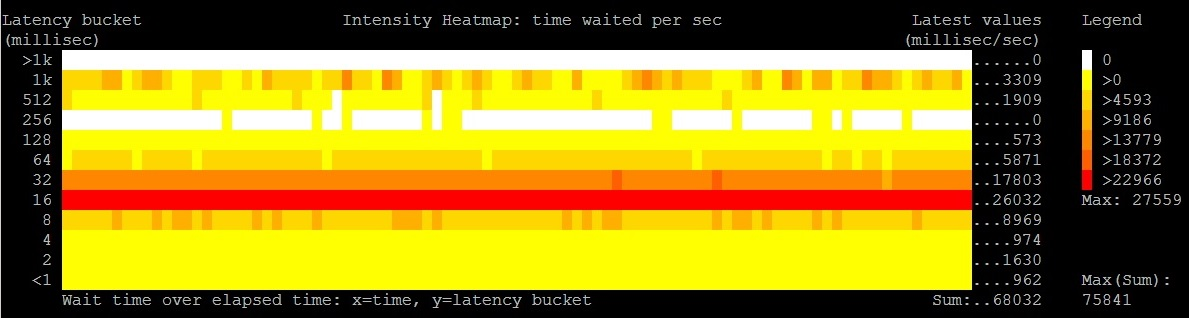 Latency bucket Intensity Heatmap: time waited per sec Latest values Legend
(millisec) (millisec/sec)
>1k ......0 0
1k ...3309 >0
512 ...1909 >4593
256 ......0 >9186
128 ....573 >13779
64 ...5871 >18372
32 ..17803 >22966
16 ..26032 Max: 27559
8 ...8969
4 ....974
2 ...1630
<1 ....962 Max(Sum):
Wait time over elapsed time: x=time, y=latency bucket Sum:..68032 75841